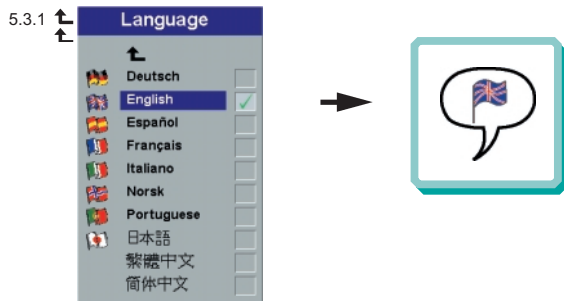 5.3.1
Language
Deutsch
English
Español
Français
Italiano
Norsk
Portuguese
日本語
繁體中文
简体中文